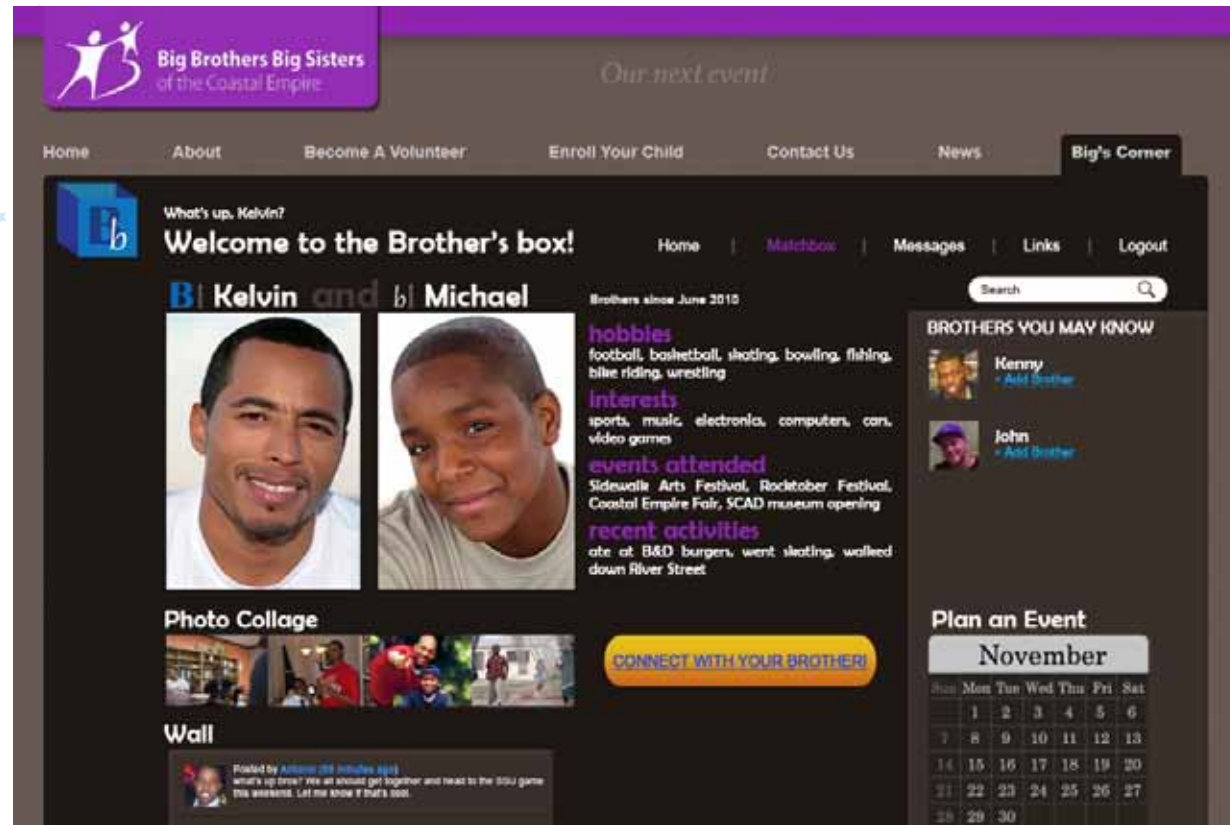 Big Brothers Big Sisters
of the Coastal Empire
Our next event
Home About Become A Volunteer Enroll Your Child Contact Us News Big's Corner
B b
What's up, Kelvin?
Welcome to the Brother's box!
Home | Matchbox | Messages | Links | Logout
Search
B| Kelvin and b| Michael
Brothers since June 2010
hobbies
football, basketball, skating, bowling, fishing,
bike riding, wrestling
interests
sports, music, electronics, computers, cars,
video games
events attended
Sidewalk Arts Festival, Rocktober Festival,
Coastal Empire Fair, SCAD museum opening
recent activities
ate at B&D burgers, went skating, walked
down River Street
BROTHERS YOU MAY KNOW
Kenny
+ Add Brother
John
+ Add Brother
Photo Collage
CONNECT WITH YOUR BROTHER!
Wall
Posted by Antonio (59 minutes ago)
what's up bros? We all should get together and head to the SSU game
this weekend. Let me know if that's cool.
Plan an Event
November
Sun Mon Tue Wed Thu Fri Sat
1 2 3 4 5 6
7 8 9 10 11 12 13
14 15 16 17 18 19 20
21 22 23 24 25 26 27
28 29 30